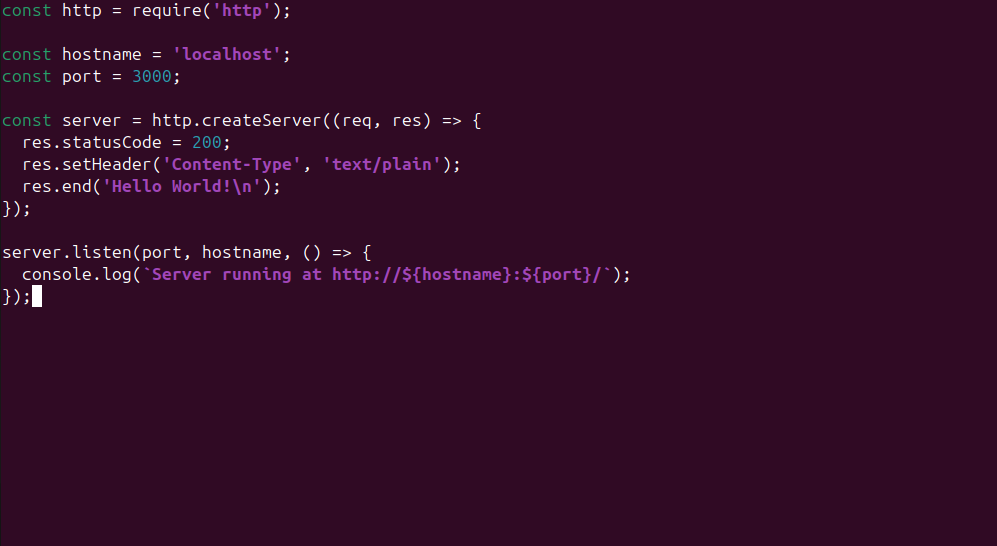 const http = require('http');

const hostname = 'localhost';
const port = 3000;

const server = http.createServer((req, res) => {
  res.statusCode = 200;
  res.setHeader('Content-Type', 'text/plain');
  res.end('Hello World!\n');
});

server.listen(port, hostname, () => {
  console.log(`Server running at http://${hostname}:${port}/`);
});